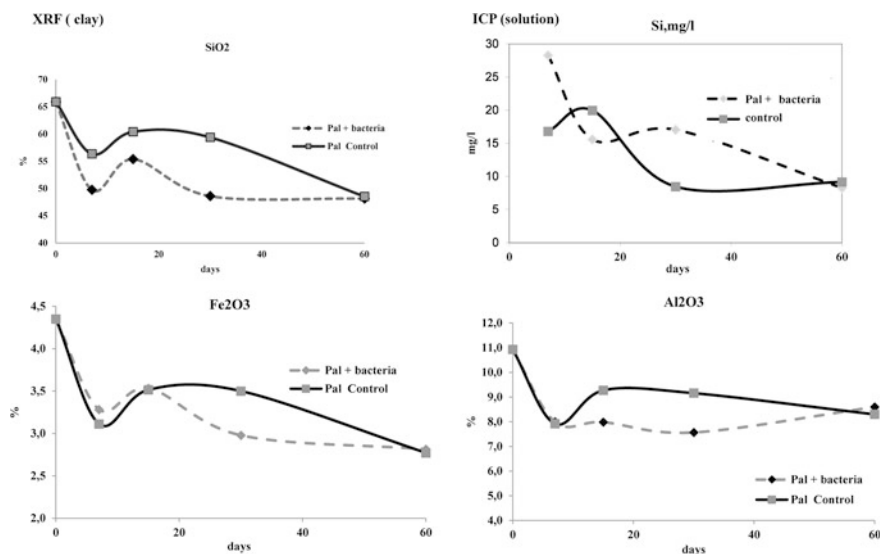 XRF ( clay)
SiO2
70
65
60
55
50
45
40
%
0
20
40
60
days
Pal + bacteria
Pal Control
ICP (solution)
Si,mg/l
30
25
20
15
10
5
0
mg/l
0
20
40
60
days
Pal + bacteria
control
Fe2O3
4,5
4,0
3,5
3,0
2,5
2,0
%
0
20
40
60
days
Pal + bacteria
Pal Control
Al2O3
12,0
11,0
10,0
9,0
8,0
7,0
6,0
5,0
4,0
%
0
20
40
60
days
Pal + bacteria
Pal Control